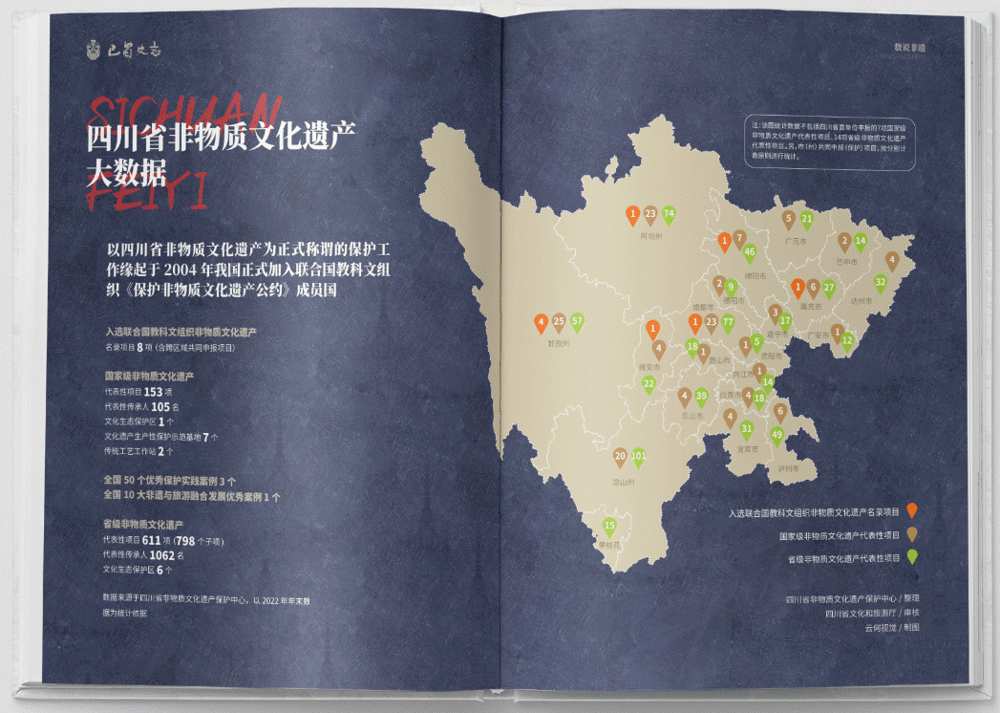 巴蜀史志
SICHUAN
四川省非物质文化遗产
大数据
FEIYI
以四川省非物质文化遗产为正式称谓的保护工
作缘起于 2004 年我国正式加入联合国教科文组
织《保护非物质文化遗产公约》成员国
入选联合国教科文组织非物质文化遗产
名录项目 8 项（含跨区域共同申报项目）
国家级非物质文化遗产
代表性项目 153 项
代表性传承人 105 名
文化生态保护区 1 个
文化遗产生产性保护示范基地 7 个
传统工艺工作站 2 个
全国 50 个优秀保护实践案例 3 个
全国 10 大非遗与旅游融合发展优秀案例 1 个
省级非物质文化遗产
代表性项目 611 项 (798 个子项)
代表性传承人 1062 名
文化生态保护区 6 个
数据来源于四川省非物质文化遗产保护中心，以 2022 年年末数
据为统计依据
数说非遗
注：该图统计数据不包括四川省直单位申报的7项国家级
非物质文化遗产代表性项目、14项省级非物质文化遗产
代表性项目。另，市(州)共同申报(保护)项目，按分别计
数原则进行统计。
1 23 74
阿坝州
5 21
广元市
1 7 46
绵阳市
2 14
巴中市
4 32
达州市
2 9
德阳市
1 6 27
南充市
成都市
1 23 77
3 17
遂宁市
广安市
1 12
4 25 57
甘孜州
1 4 22
雅安市
18 1
眉山市
1 5
资阳市
内江市
1 14
4 39
乐山市
自贡市
4 18
4 31
宜宾市
6 49
泸州市
20 101
凉山州
15
攀枝花
入选联合国教科文组织非物质文化遗产名录项目
国家级非物质文化遗产代表性项目
省级非物质文化遗产代表性项目
四川省非物质文化遗产保护中心 / 整理
四川省文化和旅游厅 / 审核
云何视觉 / 制图